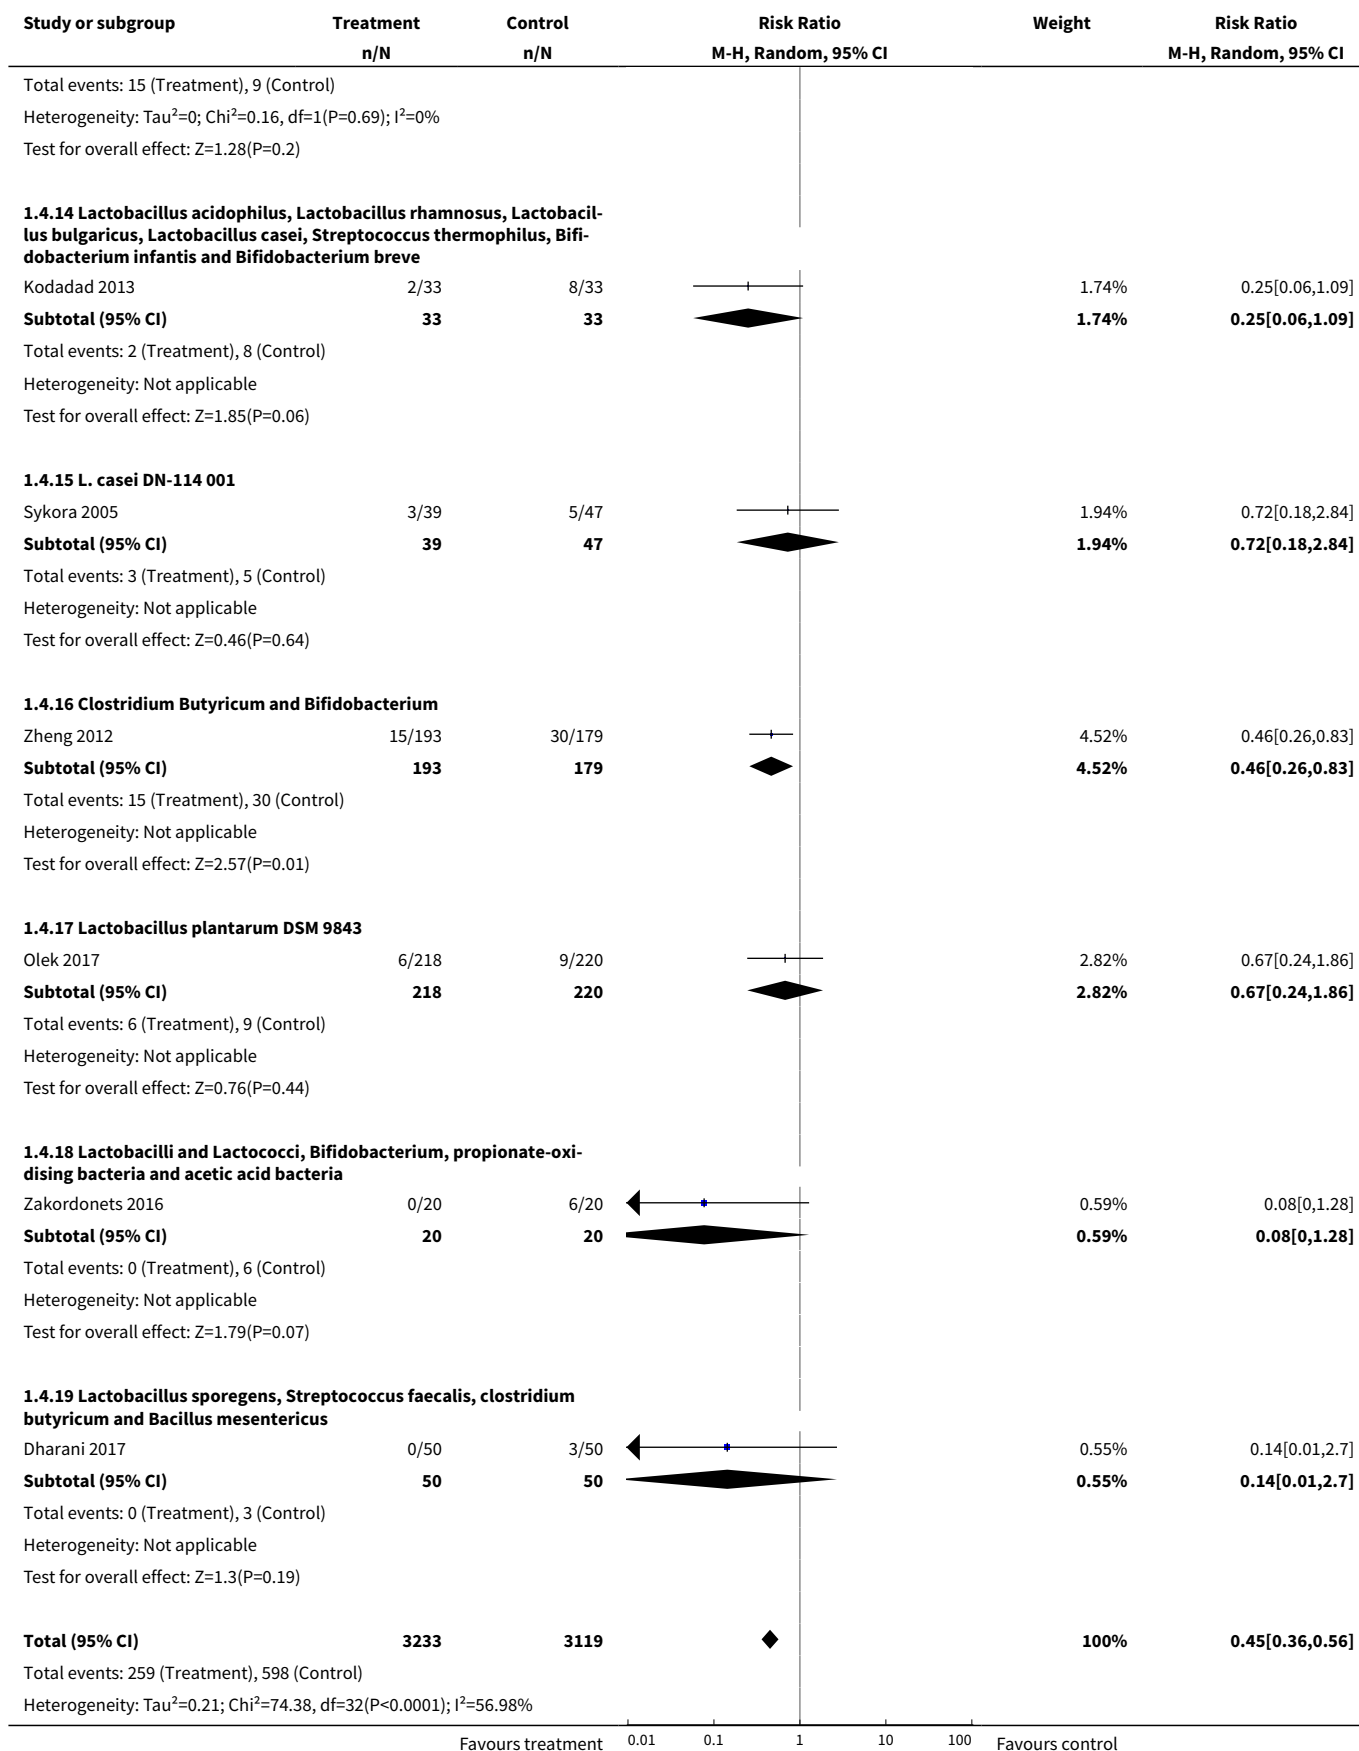 Study or subgroup Treatment Control Risk Ratio Weight Risk Ratio
n/N n/N M-H, Random, 95% CI M-H, Random, 95% CI
Total events: 15 (Treatment), 9 (Control)
Heterogeneity: Tau²=0; Chi²=0.16, df=1(P=0.69); I²=0%
Test for overall effect: Z=1.28(P=0.2)
1.4.14 Lactobacillus acidophilus, Lactobacillus rhamnosus, Lactobacil-
lus bulgaricus, Lactobacillus casei, Streptococcus thermophilus, Bifi-
dobacterium infantis and Bifidobacterium breve
Kodadad 2013 2/33 8/33 1.74% 0.25[0.06,1.09]
Subtotal (95% CI) 33 33 1.74% 0.25[0.06,1.09]
Total events: 2 (Treatment), 8 (Control)
Heterogeneity: Not applicable
Test for overall effect: Z=1.85(P=0.06)
1.4.15 L. casei DN-114 001
Sykora 2005 3/39 5/47 1.94% 0.72[0.18,2.84]
Subtotal (95% CI) 39 47 1.94% 0.72[0.18,2.84]
Total events: 3 (Treatment), 5 (Control)
Heterogeneity: Not applicable
Test for overall effect: Z=0.46(P=0.64)
1.4.16 Clostridium Butyricum and Bifidobacterium
Zheng 2012 15/193 30/179 4.52% 0.46[0.26,0.83]
Subtotal (95% CI) 193 179 4.52% 0.46[0.26,0.83]
Total events: 15 (Treatment), 30 (Control)
Heterogeneity: Not applicable
Test for overall effect: Z=2.57(P=0.01)
1.4.17 Lactobacillus plantarum DSM 9843
Olek 2017 6/218 9/220 2.82% 0.67[0.24,1.86]
Subtotal (95% CI) 218 220 2.82% 0.67[0.24,1.86]
Total events: 6 (Treatment), 9 (Control)
Heterogeneity: Not applicable
Test for overall effect: Z=0.76(P=0.44)
1.4.18 Lactobacilli and Lactococci, Bifidobacterium, propionate-oxi-
dising bacteria and acetic acid bacteria
Zakordonets 2016 0/20 6/20 0.59% 0.08[0,1.28]
Subtotal (95% CI) 20 20 0.59% 0.08[0,1.28]
Total events: 0 (Treatment), 6 (Control)
Heterogeneity: Not applicable
Test for overall effect: Z=1.79(P=0.07)
1.4.19 Lactobacillus sporegens, Streptococcus faecalis, clostridium
butyricum and Bacillus mesentericus
Dharani 2017 0/50 3/50 0.55% 0.14[0.01,2.7]
Subtotal (95% CI) 50 50 0.55% 0.14[0.01,2.7]
Total events: 0 (Treatment), 3 (Control)
Heterogeneity: Not applicable
Test for overall effect: Z=1.3(P=0.19)
Total (95% CI) 3233 3119 100% 0.45[0.36,0.56]
Total events: 259 (Treatment), 598 (Control)
Heterogeneity: Tau²=0.21; Chi²=74.38, df=32(P<0.0001); I²=56.98%
Favours treatment 0.01 0.1 1 10 100 Favours control